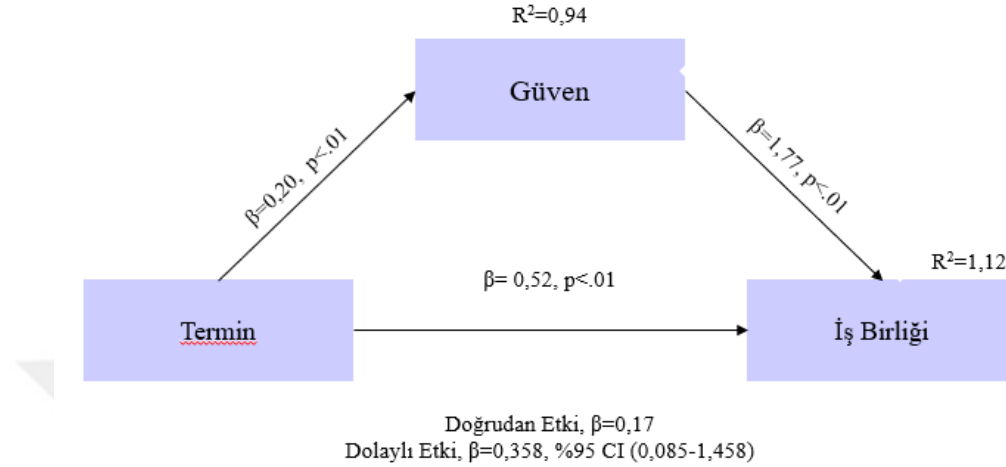 R²=0,94
Güven
β=0,20, p<.01
β=1,77, p<.01
R²=1,12
β= 0,52, p<.01
Termin
İş Birliği
Doğrudan Etki, β=0,17
Dolaylı Etki, β=0,358, %95 CI (0,085-1,458)